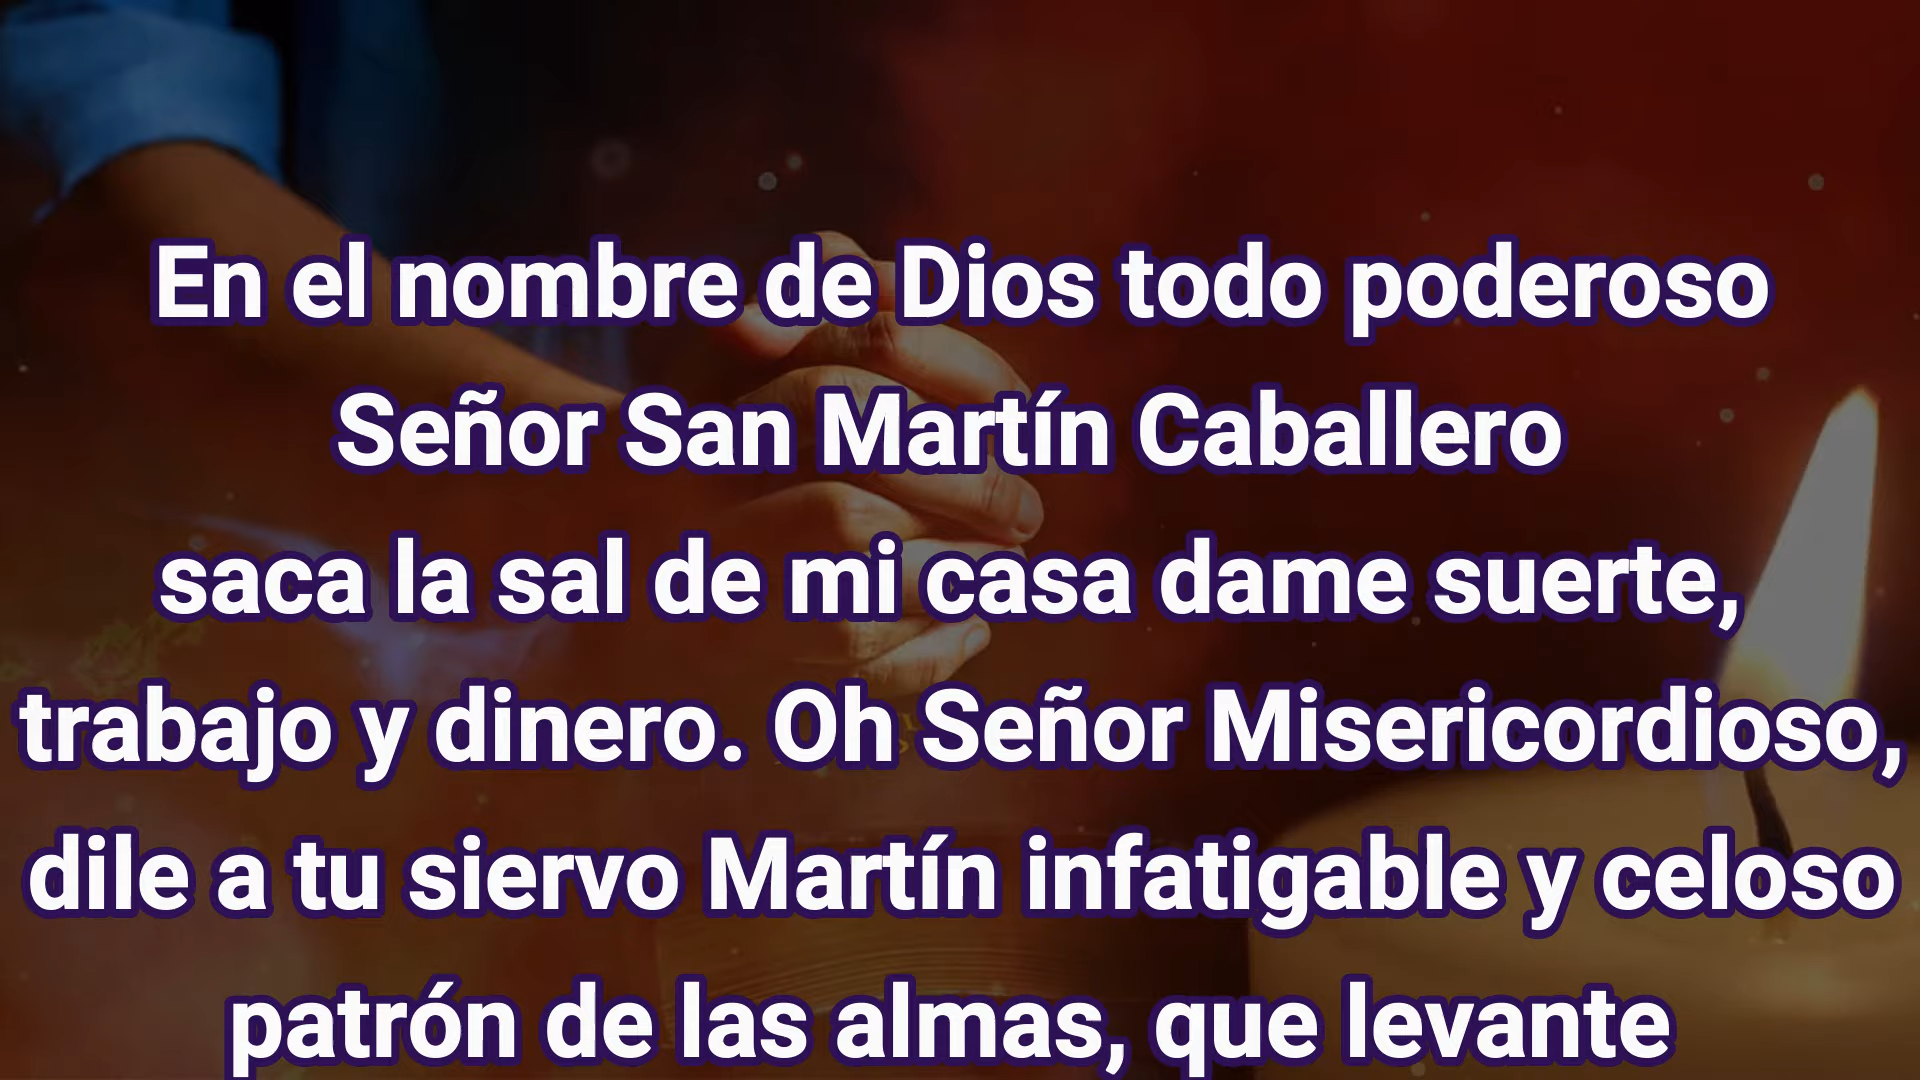 En el nombre de Dios todo poderoso
Señor San Martín Caballero
saca la sal de mi casa dame suerte,
trabajo y dinero. Oh Señor Misericordioso,
dile a tu siervo Martín infatigable y celoso
patrón de las almas, que levante